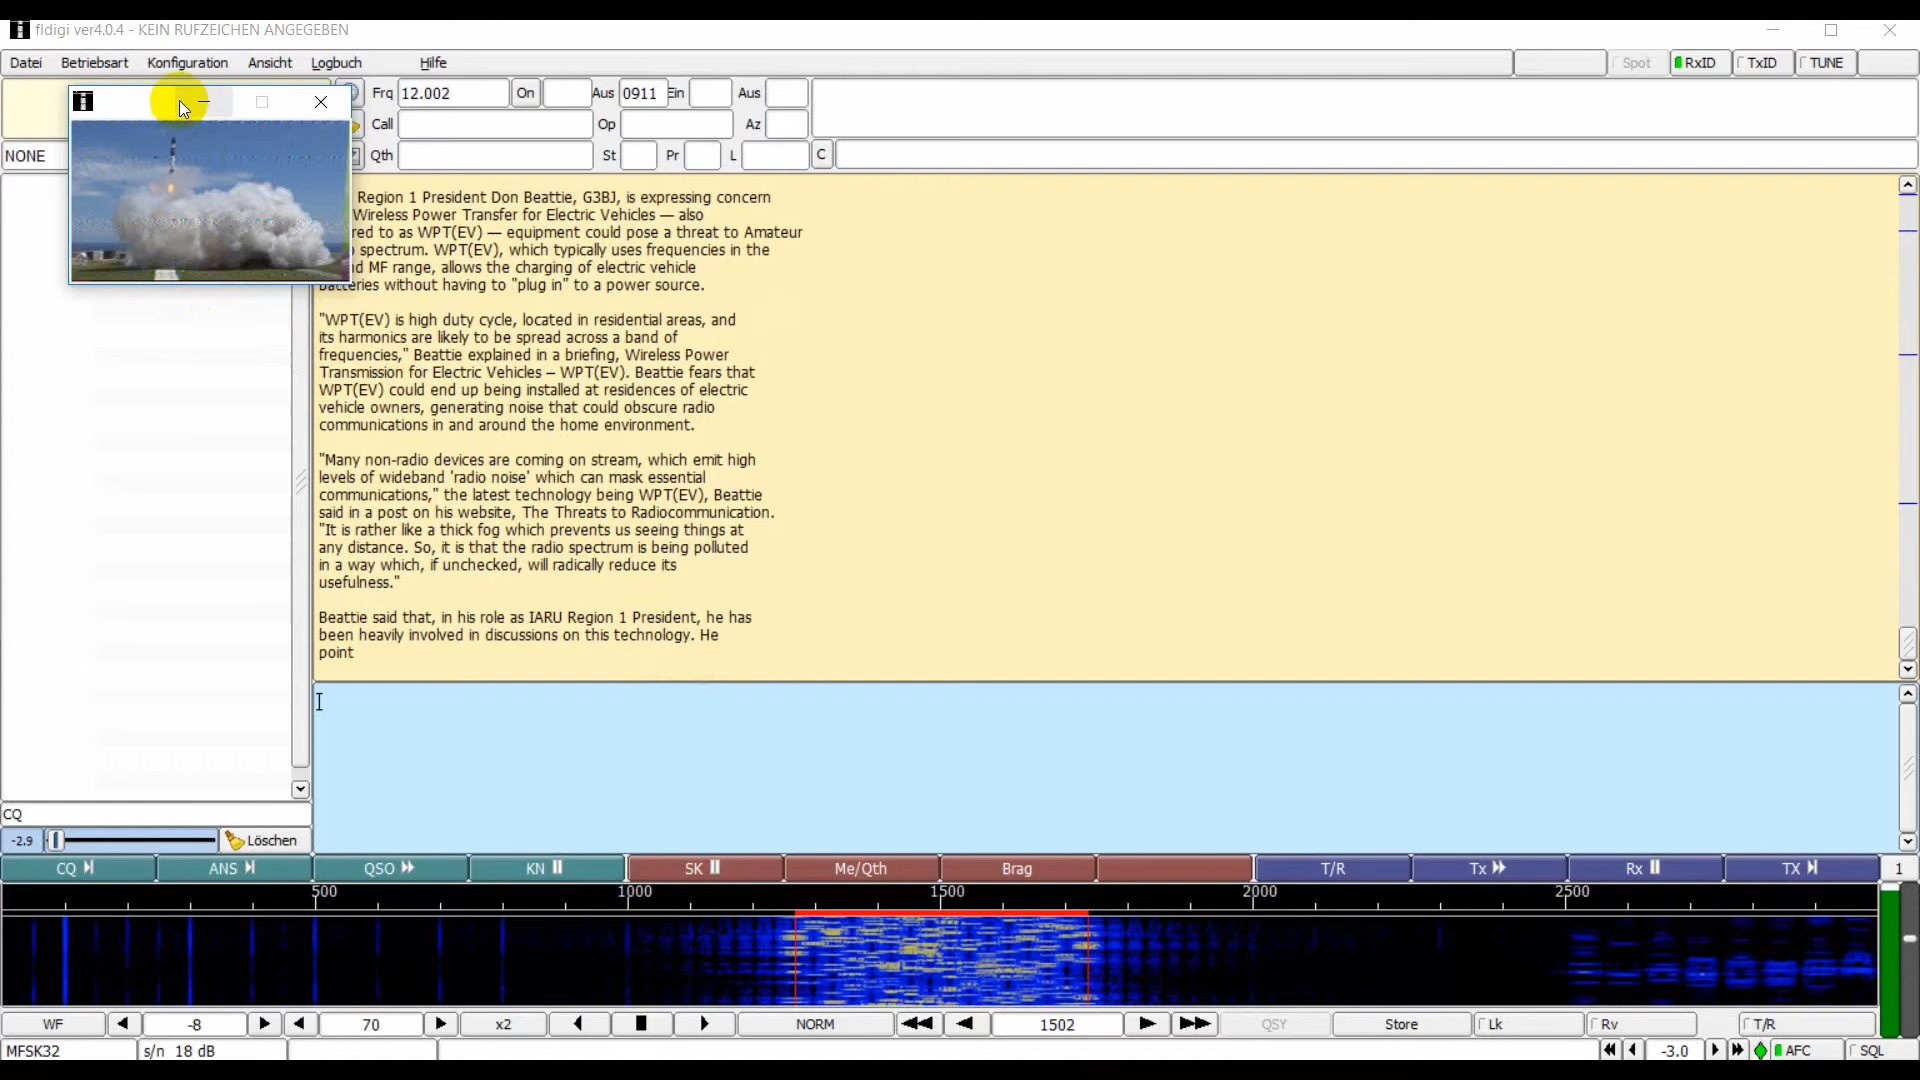 fldigi ver4.0.4 - KEIN RUFZEICHEN ANGEGEBEN
Datei Betriebsart Konfiguration Ansicht Logbuch Hilfe Spot RxID TxID TUNE
Frq 12.002 On Aus 0911 Ein Aus
Call Op Az
NONE Qth St Pr L C
Region 1 President Don Beattie, G3BJ, is expressing concern
Wireless Power Transfer for Electric Vehicles — also
red to as WPT(EV) — equipment could pose a threat to Amateur
spectrum. WPT(EV), which typically uses frequencies in the
d MF range, allows the charging of electric vehicle
batteries without having to "plug in" to a power source.
"WPT(EV) is high duty cycle, located in residential areas, and
its harmonics are likely to be spread across a band of
frequencies," Beattie explained in a briefing, Wireless Power
Transmission for Electric Vehicles – WPT(EV). Beattie fears that
WPT(EV) could end up being installed at residences of electric
vehicle owners, generating noise that could obscure radio
communications in and around the home environment.
"Many non-radio devices are coming on stream, which emit high
levels of wideband 'radio noise' which can mask essential
communications," the latest technology being WPT(EV), Beattie
said in a post on his website, The Threats to Radiocommunication.
"It is rather like a thick fog which prevents us seeing things at
any distance. So, it is that the radio spectrum is being polluted
in a way which, if unchecked, will radically reduce its
usefulness."
Beattie said that, in his role as IARU Region 1 President, he has
been heavily involved in discussions on this technology. He
point
CQ
-2.9 Löschen
CQ ANS QSO KN SK Me/Qth Brag T/R Tx Rx TX 1
500 1000 1500 2000 2500
WF -8 70 x2 NORM 1502 QSY Store Lk Rv T/R
MFSK32 s/n 18 dB -3.0 AFC SQL